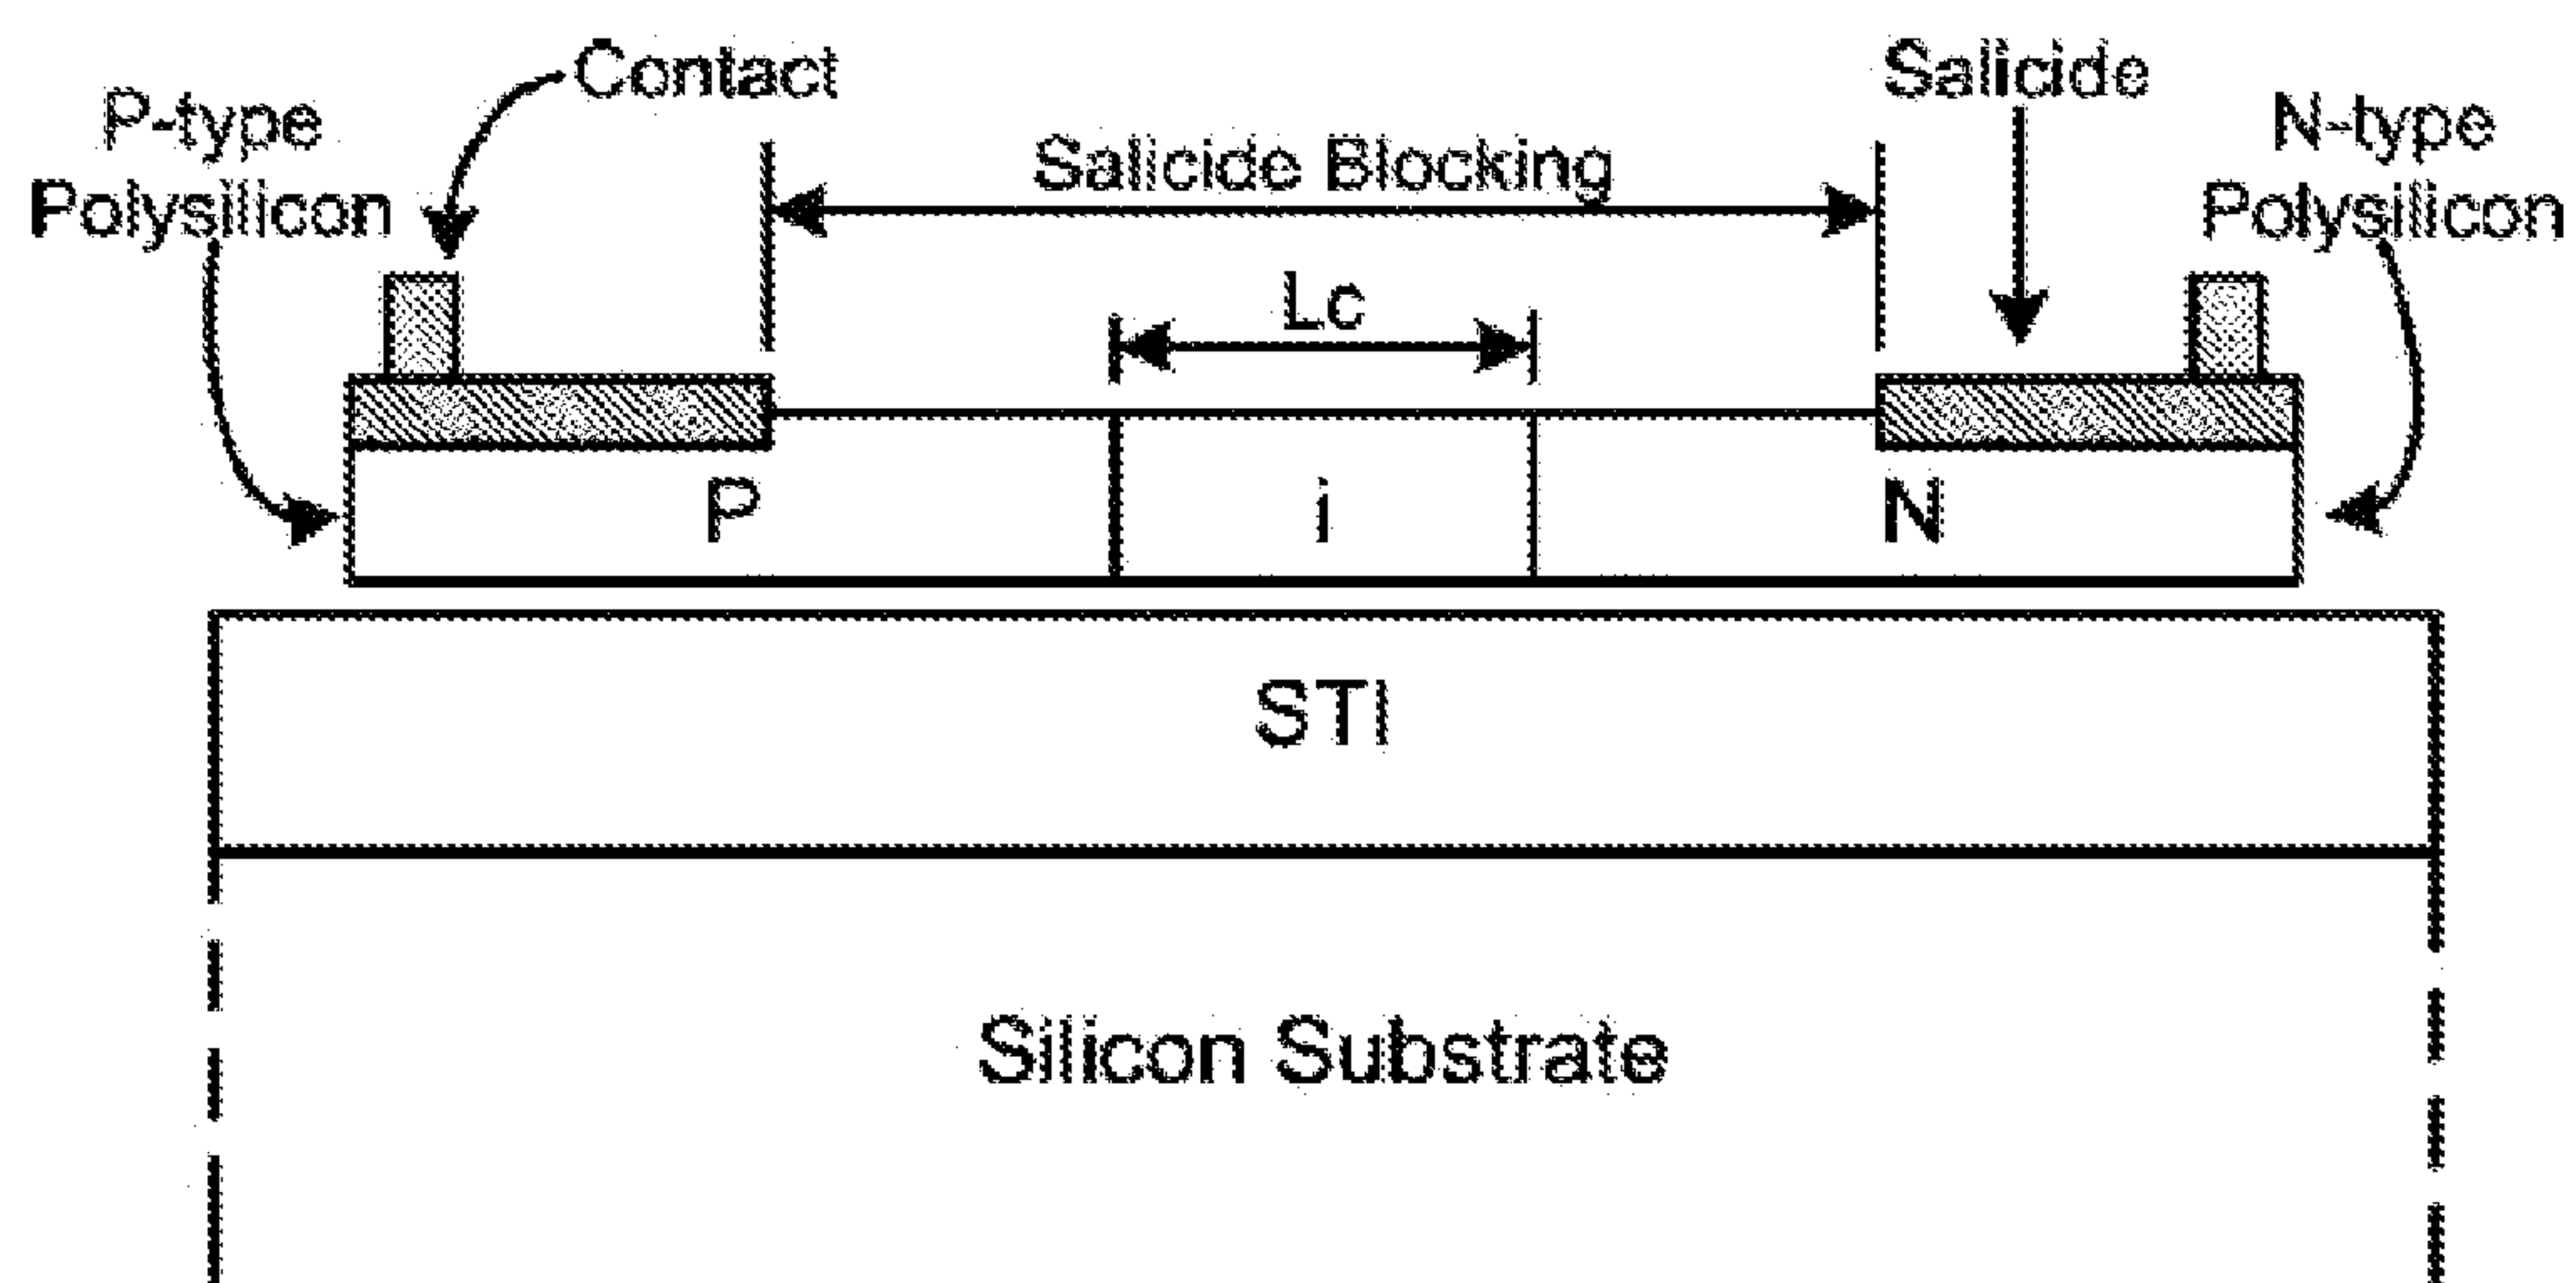 Contact
Salicide
P-type
Polysilicon
Salicide Blocking
N-type
Polysilicon
Lc
P
i
N
STI
Silicon Substrate